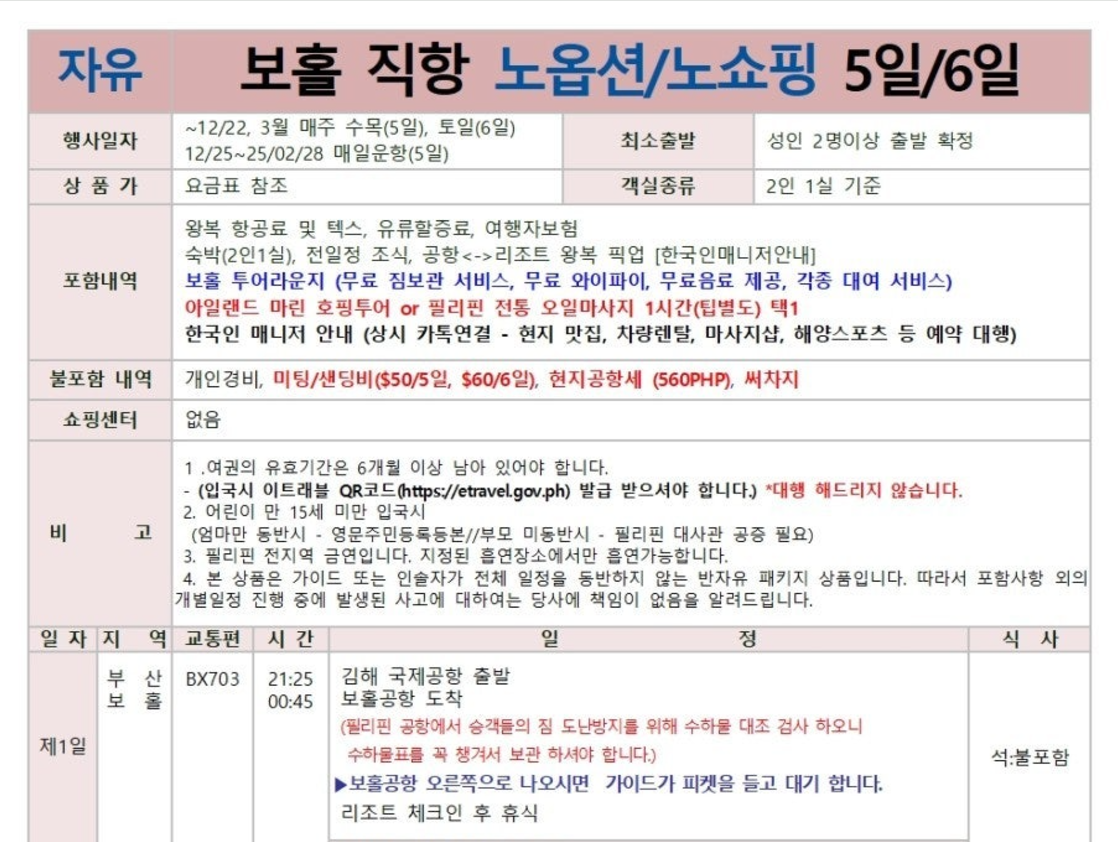 자유 보홀 직항 노옵션/노쇼핑 5일/6일
행사일자 ~12/22, 3월 매주 수목(5일), 토일(6일) 12/25~25/02/28 매일운항(5일) 최소출발 성인 2명이상 출발 확정
상 품 가 요금표 참조 객실종류 2인 1실 기준
포함내역
왕복 항공료 및 텍스, 유류할증료, 여행자보험
숙박(2인1실), 전일정 조식, 공항<->리조트 왕복 픽업 [한국인매니저안내]
보홀 투어라운지 (무료 짐보관 서비스, 무료 와이파이, 무료음료 제공, 각종 대여 서비스)
아일랜드 마린 호핑투어 or 필리핀 전통 오일마사지 1시간(팁별도) 택1
한국인 매니저 안내 (상시 카톡연결 - 현지 맛집, 차량렌탈, 마사지샵, 해양스포츠 등 예약 대행)
불포함 내역 개인경비, 미팅/샌딩비($50/5일, $60/6일), 현지공항세 (560PHP), 써차지
쇼핑센터 없음
비 고
1 .여권의 유효기간은 6개월 이상 남아 있어야 합니다.
- (입국시 이트래블 QR코드(https://etravel.gov.ph) 발급 받으셔야 합니다.) *대행 해드리지 않습니다.
2. 어린이 만 15세 미만 입국시
(엄마만 동반시 - 영문주민등록등본//부모 미동반시 - 필리핀 대사관 공증 필요)
3. 필리핀 전지역 금연입니다. 지정된 흡연장소에서만 흡연가능합니다.
4. 본 상품은 가이드 또는 인솔자가 전체 일정을 동반하지 않는 반자유 패키지 상품입니다. 따라서 포함사항 외의
개별일정 진행 중에 발생된 사고에 대하여는 당사에 책임이 없음을 알려드립니다.
일 자 지 역 교통편 시 간 일 정 식 사
제1일
부 산 BX703 21:25 김해 국제공항 출발
보 홀 00:45 보홀공항 도착
(필리핀 공항에서 승객들의 짐 도난방지를 위해 수하물 대조 검사 하오니
수하물표를 꼭 챙겨서 보관 하셔야 합니다.)
▶보홀공항 오른쪽으로 나오시면 가이드가 피켓을 들고 대기 합니다.
리조트 체크인 후 휴식
석:불포함